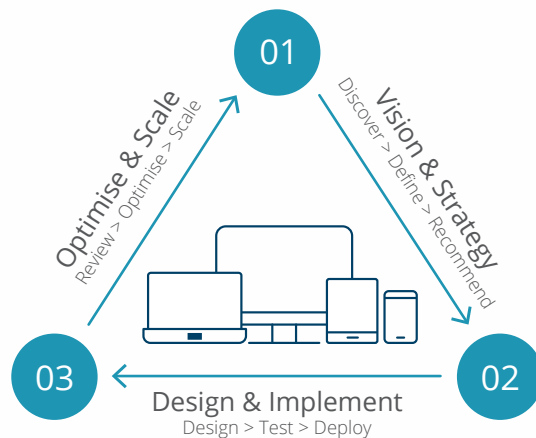 01
Vision & Strategy
Discover > Define > Recommend
02
Design & Implement
Design > Test > Deploy
03
Optimise & Scale
Review > Optimise > Scale